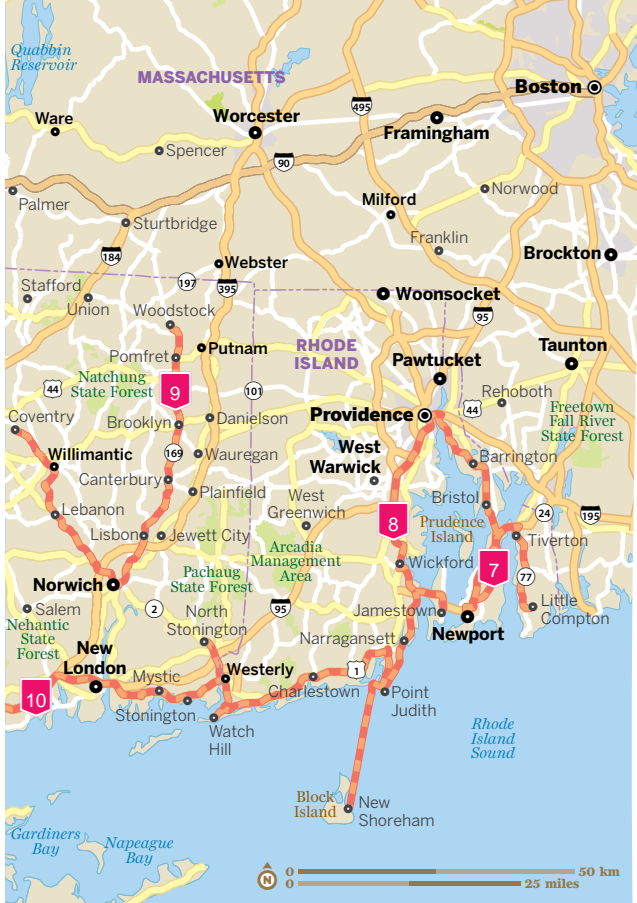 Quabbin
Reservoir
MASSACHUSETTS
Boston
495
Ware
Worcester
Framingham
Spencer
90
Palmer
Milford
Norwood
Sturtbridge
Franklin
184
Webster
Brockton
197
395
Stafford
Union
Woodstock
Woonsocket
95
RHODE
ISLAND
Putnam
Pomfret
Pawtucket
Taunton
44
Natchung
State Forest
9
101
44
Rehoboth
Freetown
Fall River
State Forest
Coventry
Brooklyn
Danielson
Providence
Willimantic
169
Wauregan
West
Warwick
Barrington
Canterbury
Plainfield
Bristol
Lebanon
West
Greenwich
8
Prudence
Island
24
195
Lisbon
Jewett City
Arcadia
Management
Area
Tiverton
Norwich
Pachaug
State Forest
Wickford
7
77
Salem
2
North
Stonington
95
Jamestown
Little
Compton
Nehantic
State
Forest
Newport
New
London
Narragansett
Westerly
1
Mystic
Charlestown
10
Stonington
Point
Judith
Watch
Hill
Rhode
Island
Sound
Block
Island
New
Shoreham
Gardiners
Bay
Napeague
Bay
N
0 50 km
0 25 miles